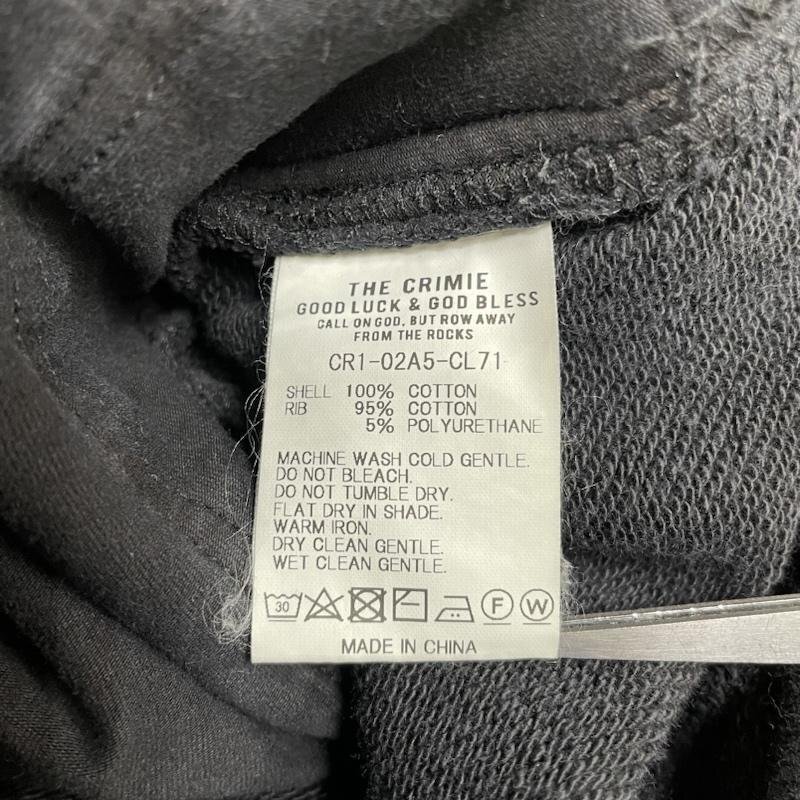 THE CRIMIE
GOOD LUCK & GOD BLESS
CALL ON GOD, BUT ROW AWAY
FROM THE ROCKS
CR1-02A5-CL71
SHELL 100% COTTON
RIB 95% COTTON
5% POLYURETHANE
MACHINE WASH COLD GENTLE.
DO NOT BLEACH.
DO NOT TUMBLE DRY.
FLAT DRY IN SHADE.
WARM IRON.
DRY CLEAN GENTLE.
WET CLEAN GENTLE.
30 F W
MADE IN CHINA